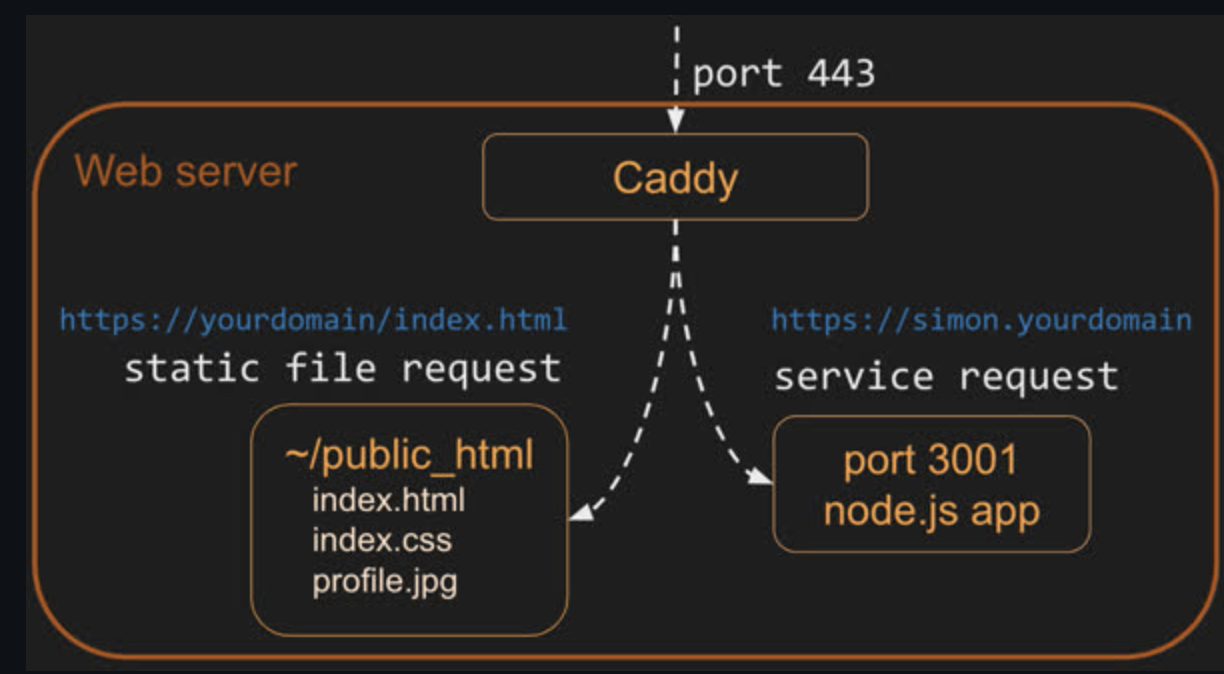 port 443
Web server
Caddy
https://yourdomain/index.html
static file request
~/public_html
index.html
index.css
profile.jpg
https://simon.yourdomain
service request
port 3001
node.js app